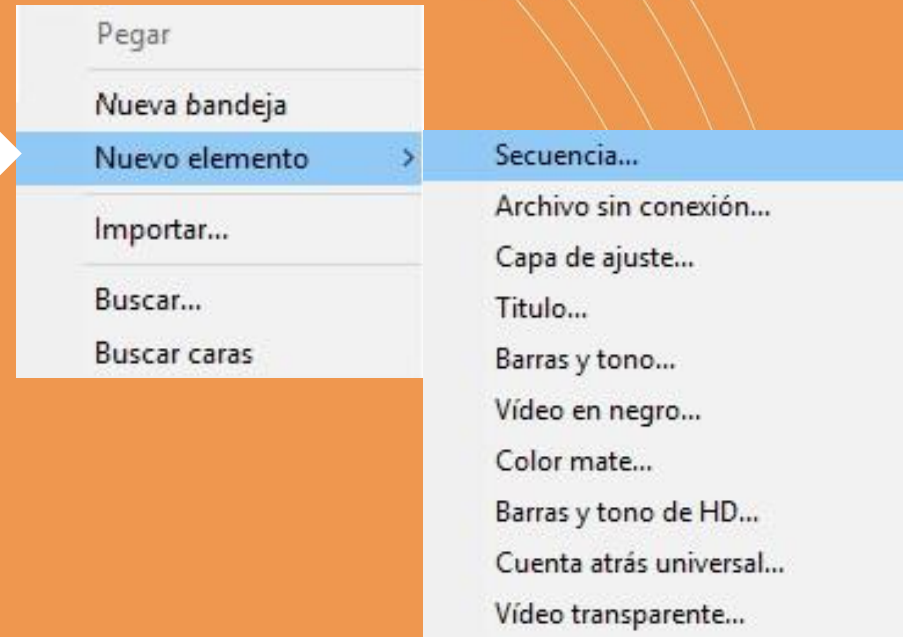 Pegar
Nueva bandeja
Nuevo elemento >
Importar...
Buscar...
Buscar caras
Secuencia...
Archivo sin conexión...
Capa de ajuste...
Titulo...
Barras y tono...
Vídeo en negro...
Color mate...
Barras y tono de HD...
Cuenta atrás universal...
Vídeo transparente...